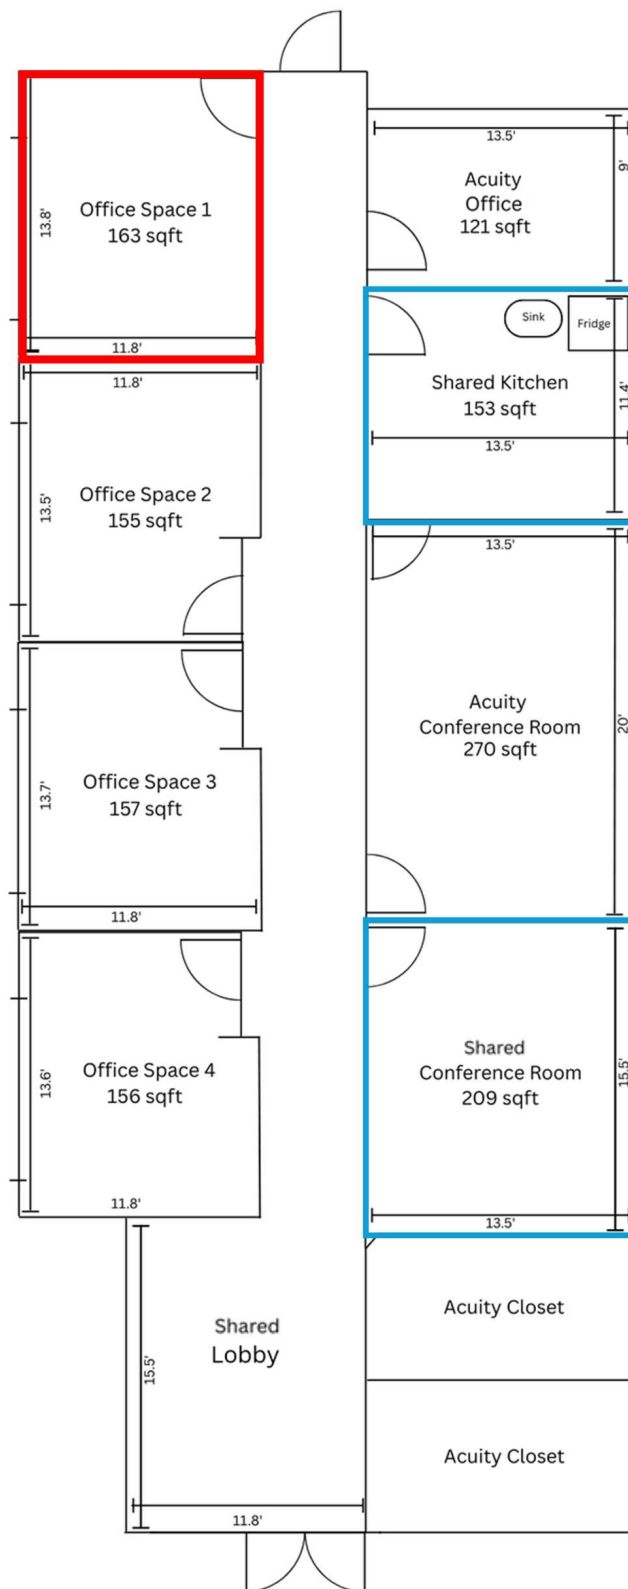 13.5'
9'
Acuity
Office
121 sqft
Office Space 1
163 sqft
13.8'
11.8'
Sink
Fridge
Shared Kitchen
153 sqft
11.4'
13.5'
11.8'
Office Space 2
155 sqft
13.5'
13.5'
Acuity
Conference Room
270 sqft
20'
Office Space 3
157 sqft
13.7'
11.8'
Shared
Conference Room
209 sqft
15.5'
13.5'
Office Space 4
156 sqft
13.6'
11.8'
Shared
Lobby
15.5'
11.8'
Acuity Closet
Acuity Closet